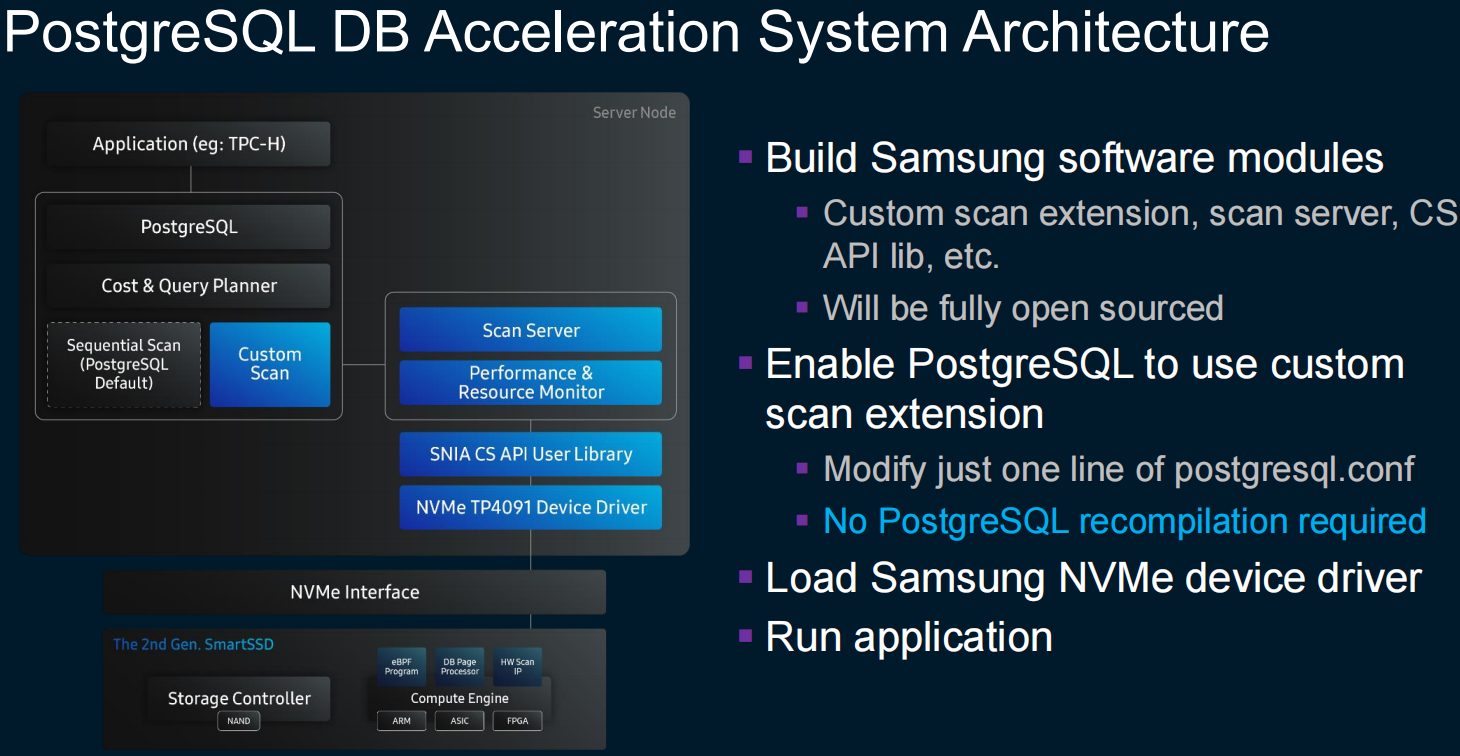 PostgreSQL DB Acceleration System Architecture
Server Node
Application (eg: TPC-H)
PostgreSQL
Cost & Query Planner
Sequential Scan
(PostgreSQL
Default)
Custom
Scan
Scan Server
Performance &
Resource Monitor
SNIA CS API User Library
NVMe TP4091 Device Driver
NVMe Interface
The 2nd Gen. SmartSSD
Storage Controller
NAND
eBPF
Program
DB Page
Processor
HW Scan
IP
Compute Engine
ARM
ASIC
FPGA
Build Samsung software modules
Custom scan extension, scan server, CS
API lib, etc.
Will be fully open sourced
Enable PostgreSQL to use custom
scan extension
Modify just one line of postgresql.conf
No PostgreSQL recompilation required
Load Samsung NVMe device driver
Run application